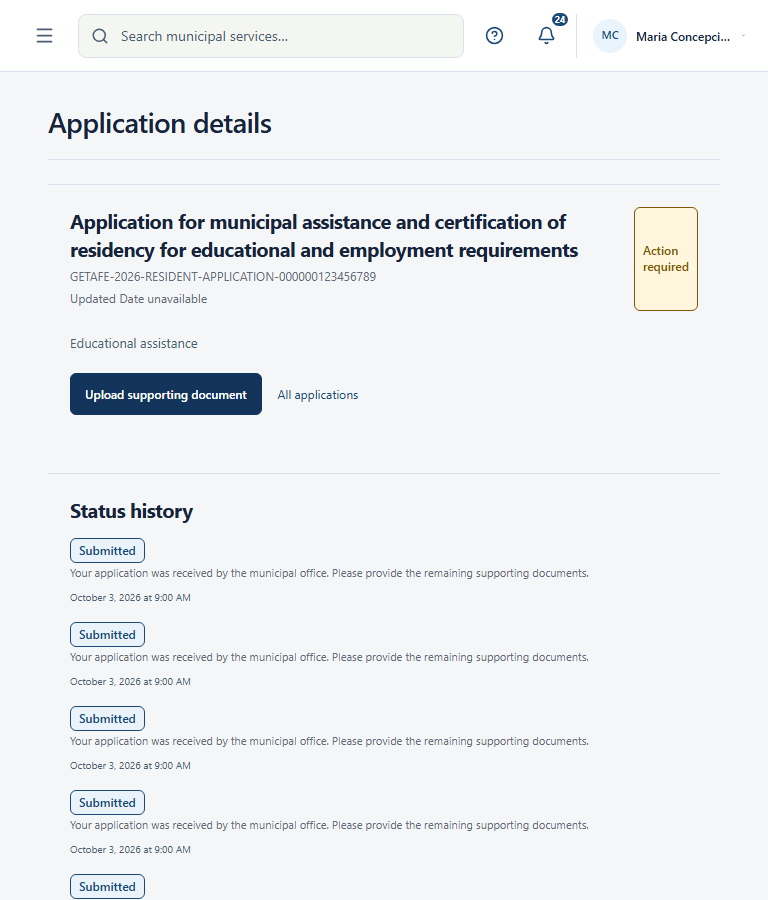 Search municipal services...
24
MC
Maria Concepci...
Application details
Application for municipal assistance and certification of
residency for educational and employment requirements
GETAFE-2026-RESIDENT-APPLICATION-000000123456789
Updated Date unavailable
Action
required
Educational assistance
Upload supporting document
All applications
Status history
Submitted
Your application was received by the municipal office. Please provide the remaining supporting documents.
October 3, 2026 at 9:00 AM
Submitted
Your application was received by the municipal office. Please provide the remaining supporting documents.
October 3, 2026 at 9:00 AM
Submitted
Your application was received by the municipal office. Please provide the remaining supporting documents.
October 3, 2026 at 9:00 AM
Submitted
Your application was received by the municipal office. Please provide the remaining supporting documents.
October 3, 2026 at 9:00 AM
Submitted